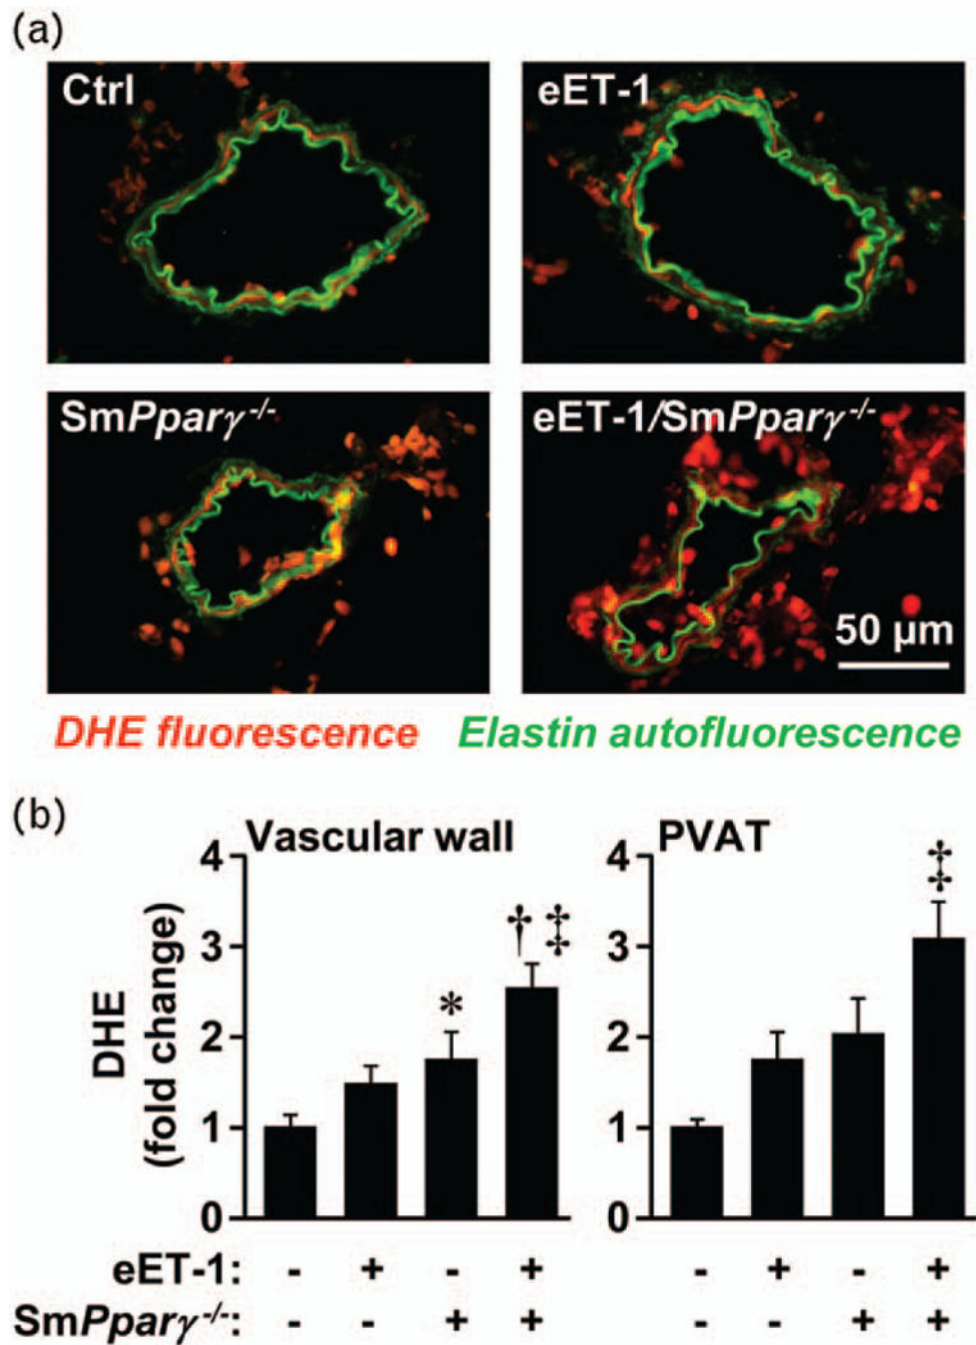 (a)
Ctrl
eET-1
SmPparγ-/-
eET-1/SmPparγ-/-
50 µm
DHE fluorescence
Elastin autofluorescence
(b)
Vascular wall
PVAT
DHE
(fold change)
4
3
2
1
0
*
† ‡
4
3
2
1
0
‡
eET-1: - + - + - + - +
SmPparγ-/-: - - + + - - + +